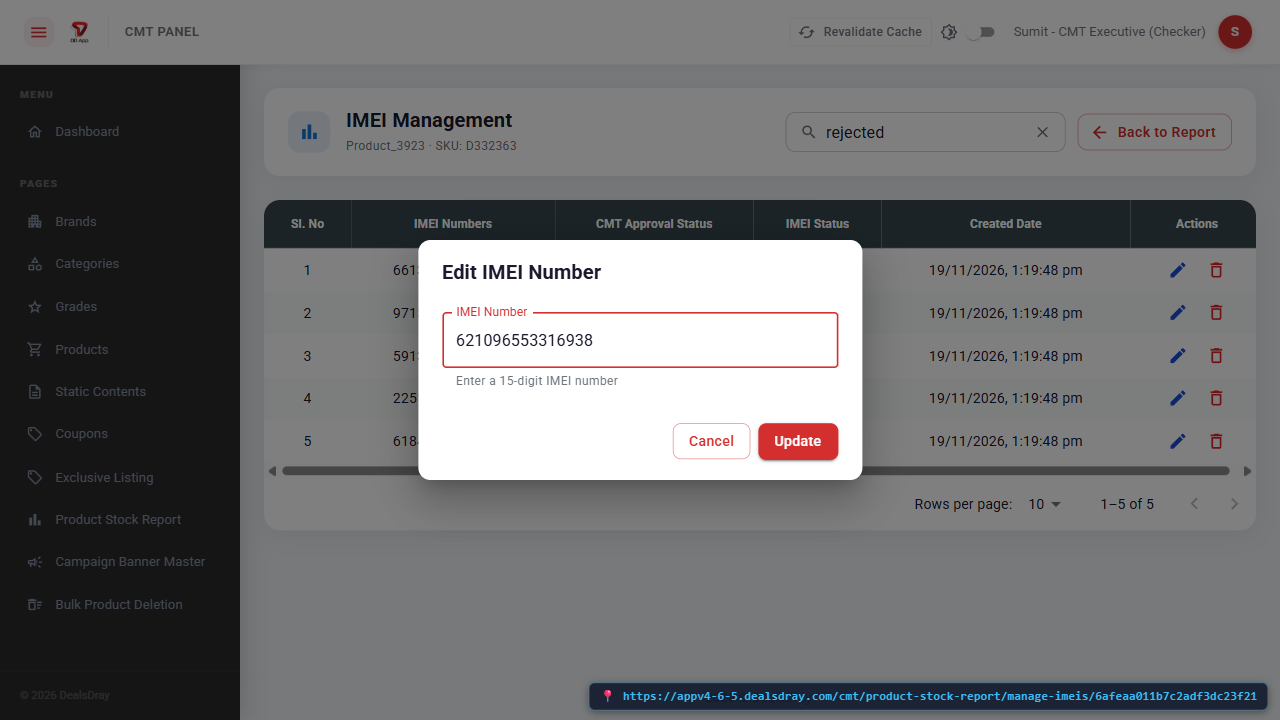 CMT PANEL
Revalidate Cache
Sumit - CMT Executive (Checker)
S
MENU
Dashboard
PAGES
Brands
Categories
Grades
Products
Static Contents
Coupons
Exclusive Listing
Product Stock Report
Campaign Banner Master
Bulk Product Deletion
© 2026 DealsDray
IMEI Management
Product_3923 · SKU: D332363
rejected
Back to Report
Sl. No IMEI Numbers CMT Approval Status IMEI Status Created Date Actions
1 661 19/11/2026, 1:19:48 pm
2 971 19/11/2026, 1:19:48 pm
3 591 19/11/2026, 1:19:48 pm
4 225 19/11/2026, 1:19:48 pm
5 618 19/11/2026, 1:19:48 pm
Rows per page: 10 1–5 of 5
Edit IMEI Number
IMEI Number
621096553316938
Enter a 15-digit IMEI number
Cancel Update
https://appv4-6-5.dealsdray.com/cmt/product-stock-report/manage-imeis/6afeaa011b7c2adf3dc23f21